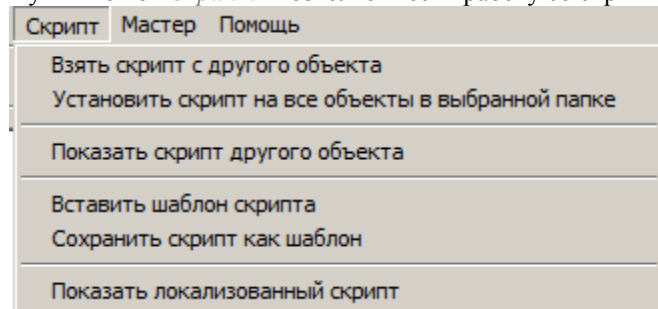 Скрипт Мастер Помощь
Взять скрипт с другого объекта
Установить скрипт на все объекты в выбранной папке
Показать скрипт другого объекта
Вставить шаблон скрипта
Сохранить скрипт как шаблон
Показать локализованный скрипт